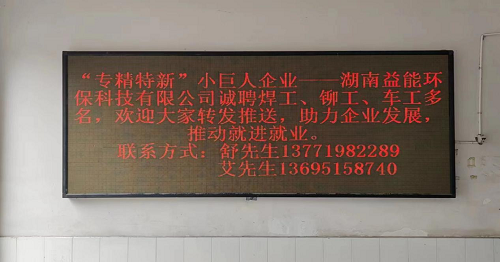 “专精特新”小巨人企业——湖南益能环
保科技有限公司诚聘焊工、铆工、车工多
名，欢迎大家转发推送，助力企业发展，
推动就进就业。
联系方式：舒先生13771982289
艾先生13695158740